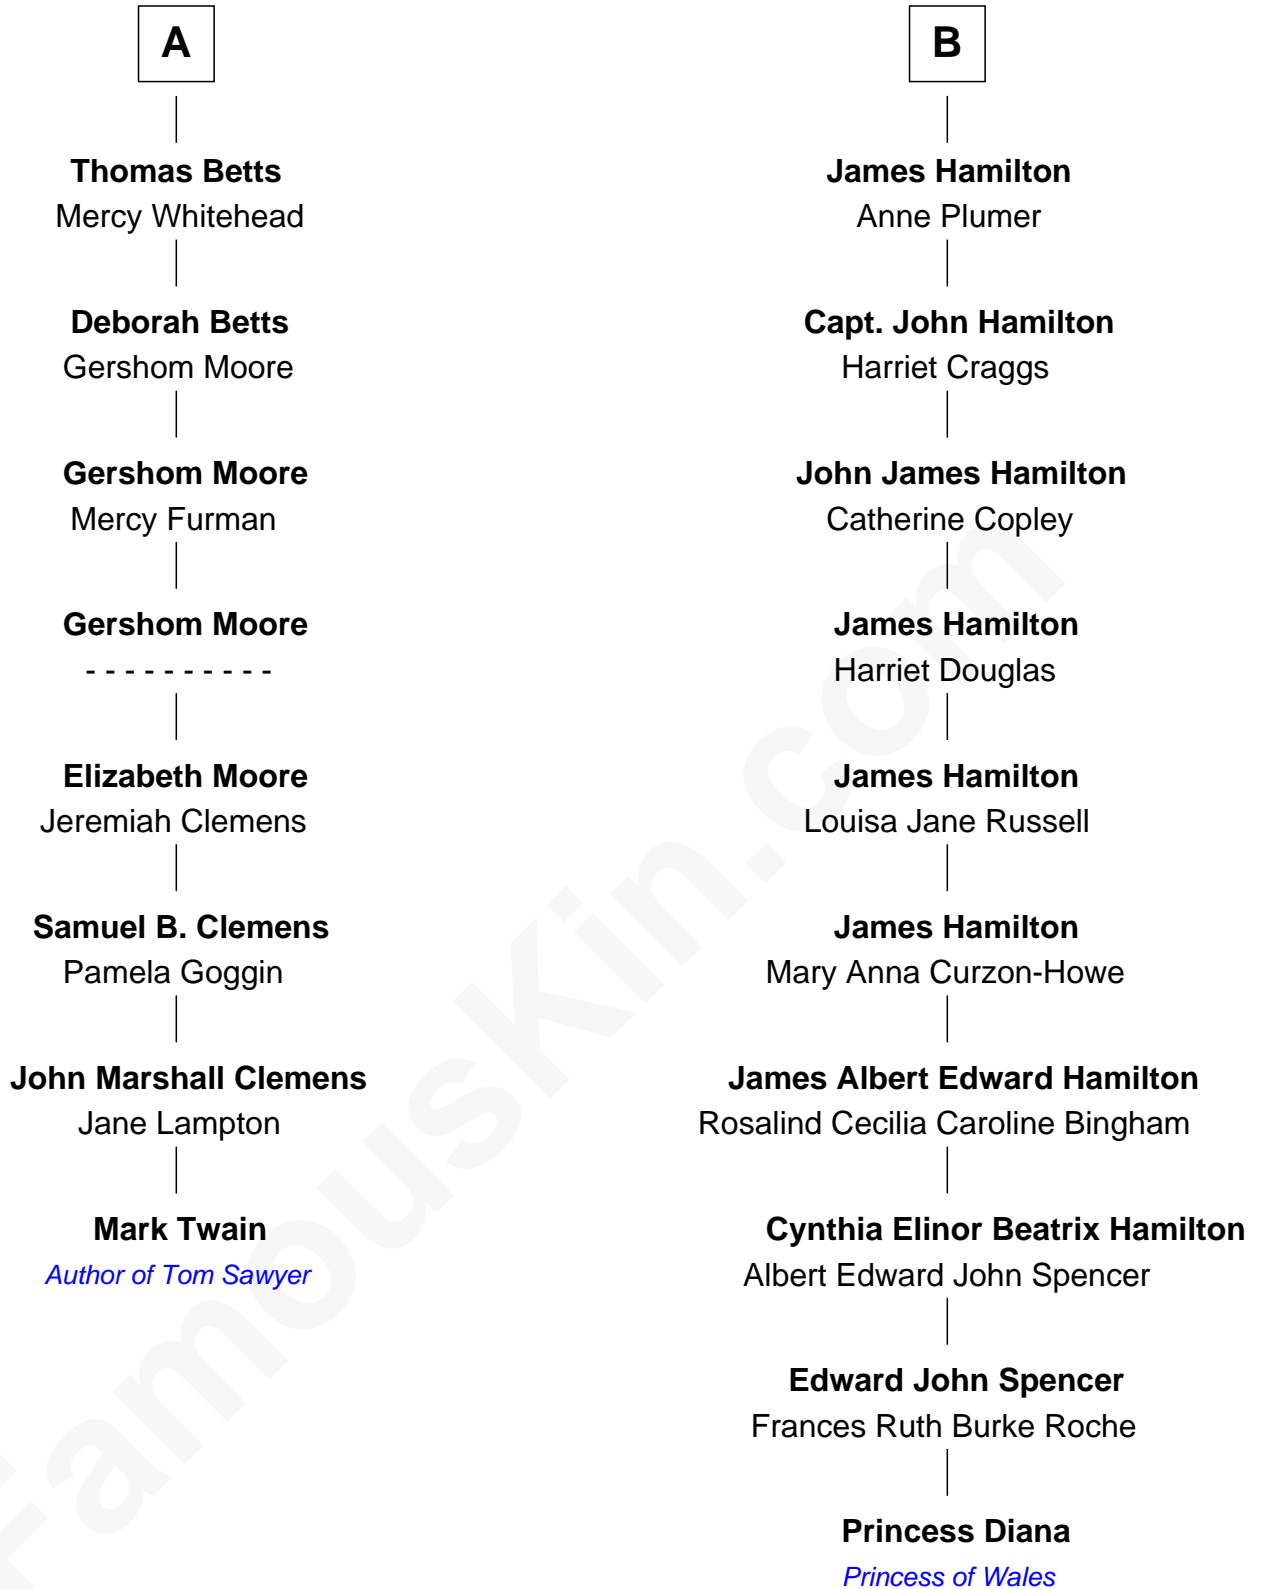 A
Thomas Betts
Mercy Whitehead
Deborah Betts
Gershom Moore
Gershom Moore
Mercy Furman
Gershom Moore
- - - - - - - - - -
Elizabeth Moore
Jeremiah Clemens
Samuel B. Clemens
Pamela Goggin
John Marshall Clemens
Jane Lampton
Mark Twain
Author of Tom Sawyer
B
James Hamilton
Anne Plumer
Capt. John Hamilton
Harriet Craggs
John James Hamilton
Catherine Copley
James Hamilton
Harriet Douglas
James Hamilton
Louisa Jane Russell
James Hamilton
Mary Anna Curzon-Howe
James Albert Edward Hamilton
Rosalind Cecilia Caroline Bingham
Cynthia Elinor Beatrix Hamilton
Albert Edward John Spencer
Edward John Spencer
Frances Ruth Burke Roche
Princess Diana
Princess of Wales
FamousKin.com